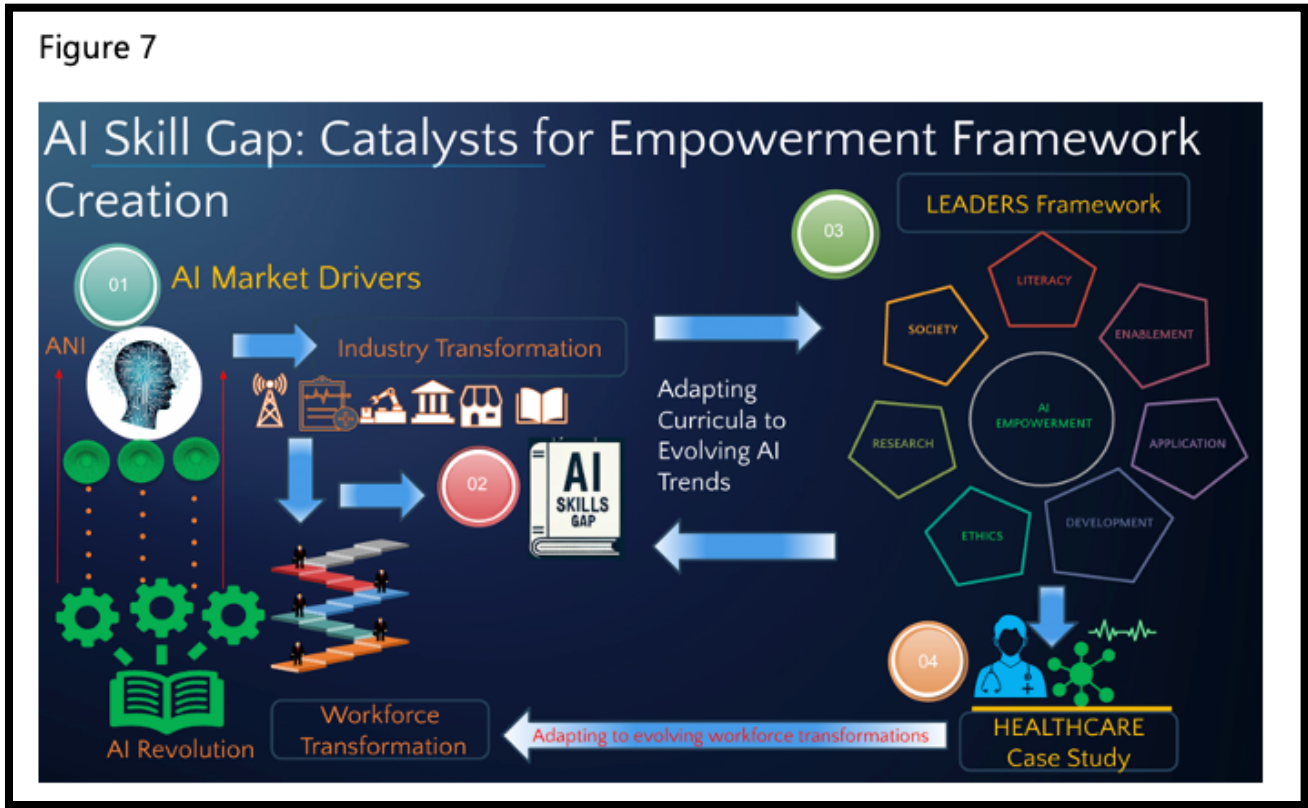 Figure 7
AI Skill Gap: Catalysts for Empowerment Framework
Creation
01
AI Market Drivers
ANI
Industry Transformation
02
AI
SKILLS
GAP
AI Revolution
Workforce
Transformation
Adapting
Curricula to
Evolving AI
Trends
03
LEADERS Framework
LITERACY
ENABLEMENT
APPLICATION
DEVELOPMENT
ETHICS
RESEARCH
SOCIETY
AI
EMPOWERMENT
04
HEALTHCARE
Case Study
Adapting to evolving workforce transformations